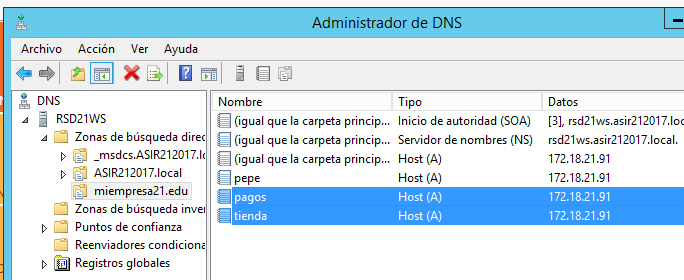 Administrador de DNS
Archivo Acción Ver Ayuda
DNS
RSD21WS
Zonas de búsqueda direc
_msdcs.ASIR212017.lo
ASIR212017.local
miempresa21.edu
Zonas de búsqueda inver
Puntos de confianza
Reenviadores condiciona
Registros globales
Nombre Tipo Datos
(igual que la carpeta princip... Inicio de autoridad (SOA) [3], rsd21ws.asir212017.lo
(igual que la carpeta princip... Servidor de nombres (NS) rsd21ws.asir212017.local.
(igual que la carpeta princip... Host (A) 172.18.21.91
pepe Host (A) 172.18.21.91
pagos Host (A) 172.18.21.91
tienda Host (A) 172.18.21.91